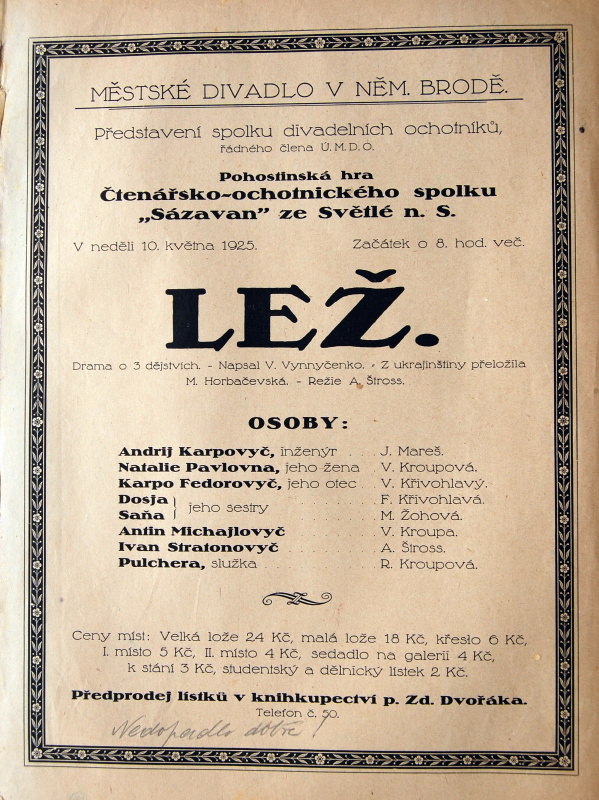 MĚSTSKÉ DIVADLO V NĚM. BRODĚ.
Představení spolku divadelních ochotníků,
řádného člena Ú.M.D.O.
Pohostinská hra
Čtenářsko-ochotnického spolku
„Sázavan” ze Světlé n. S.
V neděli 10. května 1925. Začátek o 8. hod. več.
LEŽ.
Drama o 3 dějstvích. - Napsal V. Vynnyčenko. - Z ukrajinštiny přeložila
M. Horbačevská. - Režie A. Štross.
OSOBY:
Andrij Karpovyč, inženýr . . . J. Mareš.
Natalie Pavlovna, jeho žena . V. Kroupová.
Karpo Fedorovyč, jeho otec . V. Křivohlavý.
Dosja } jeho sestry . . . . . . . . F. Křivohlavá.
Saňa . . . . . . . . M. Žohová.
Antin Michajlovyč . . . . . . . . V. Kroupa.
Ivan Stratonovyč . . . . . . . . A. Štross.
Pulchera, služka . . . . . . . . R. Kroupová.
Ceny míst: Velká lože 24 Kč, malá lože 18 Kč, křeslo 6 Kč,
I. místo 5 Kč, II. místo 4 Kč, sedadlo na galerii 4 Kč,
k stání 3 Kč, studentský a dělnický lístek 2 Kč.
Předprodej lístků v knihkupectví p. Zd. Dvořáka.
Telefon č. 50.
Nedopadlo dobře!